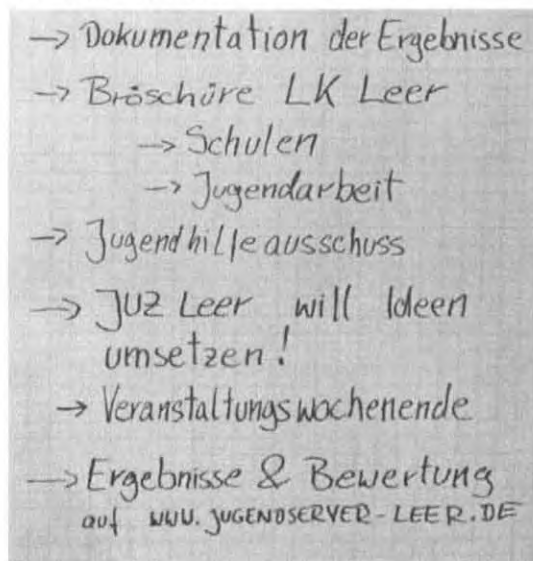 → Dokumentation der Ergebnisse
→ Bröschüre LK Leer
→ Schulen
→ Jugendarbeit
→ Jugendhilfeausschuss
→ JUZ Leer will Ideen
umsetzen!
→ Veranstaltungswochenende
→ Ergebnisse & Bewertung
auf WWW.JUGENDSERVER-LEER.DE